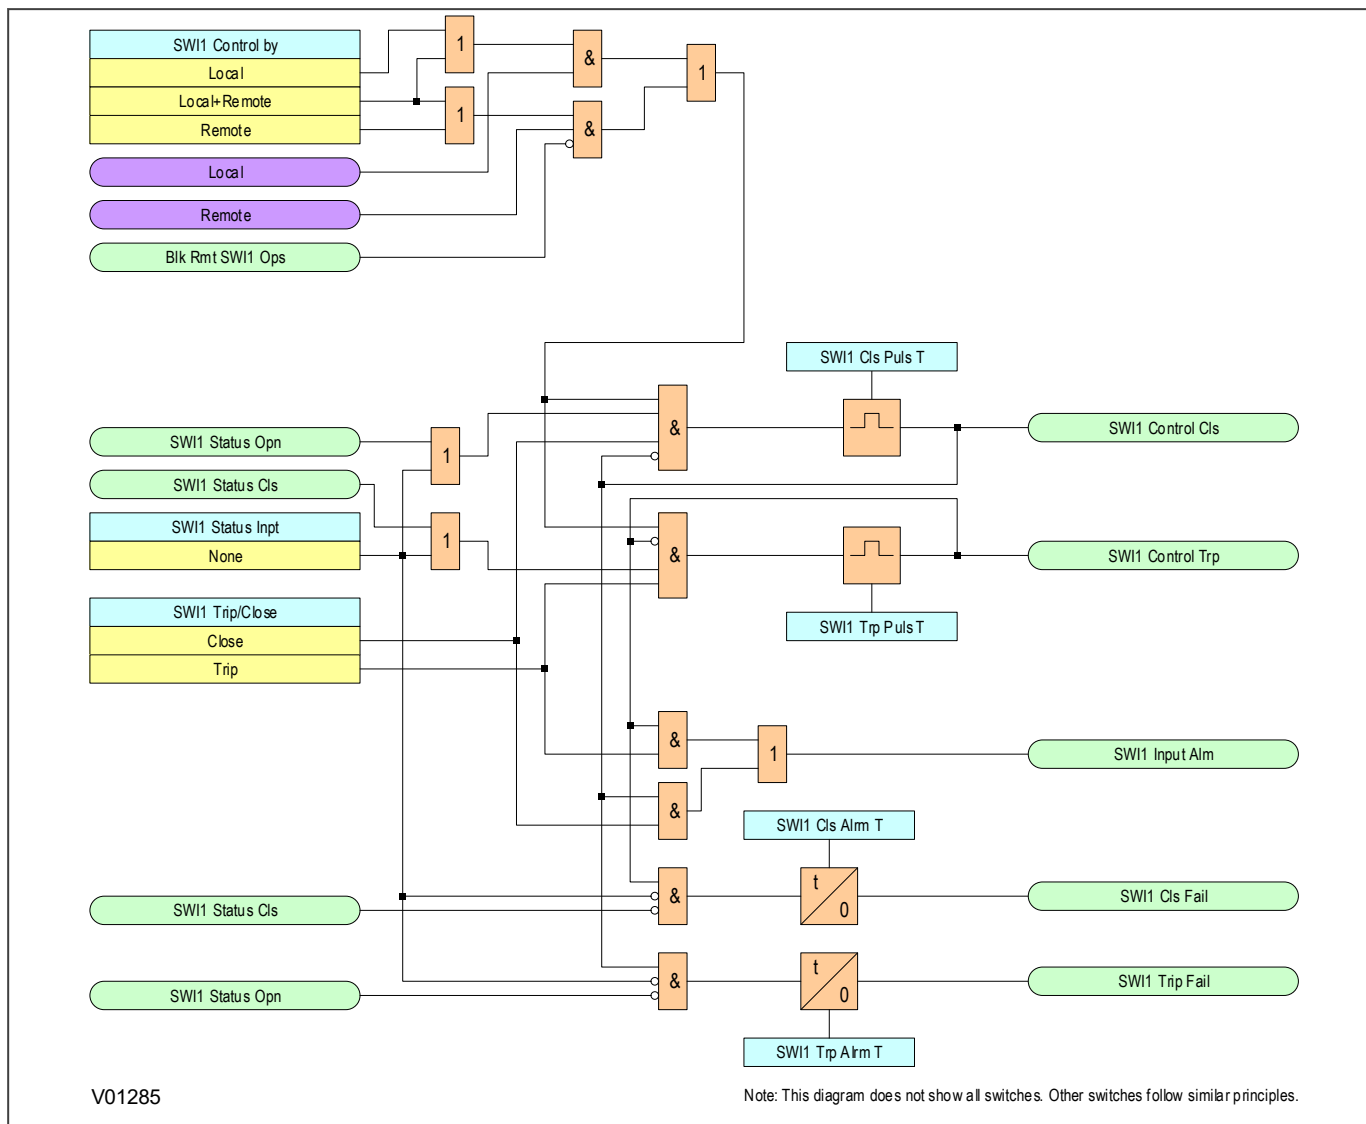 SWI1 Control by
Local
Local+Remote
Remote
Local
Remote
Blk Rmt SWI1 Ops
1
1
&
&
1
SWI1 Cls Puls T
SWI1 Status Opn
SWI1 Status Cls
SWI1 Status Inpt
None
1
1
&
&
SWI1 Control Cls
SWI1 Control Trp
SWI1 Trp Puls T
SWI1 Trip/Close
Close
Trip
&
&
1
SWI1 Input Alm
SWI1 Cls Alrm T
SWI1 Status Cls
&
t
0
SWI1 Cls Fail
SWI1 Status Opn
&
t
0
SWI1 Trip Fail
SWI1 Trp Alrm T
V01285
Note: This diagram does not show all switches. Other switches follow similar principles.